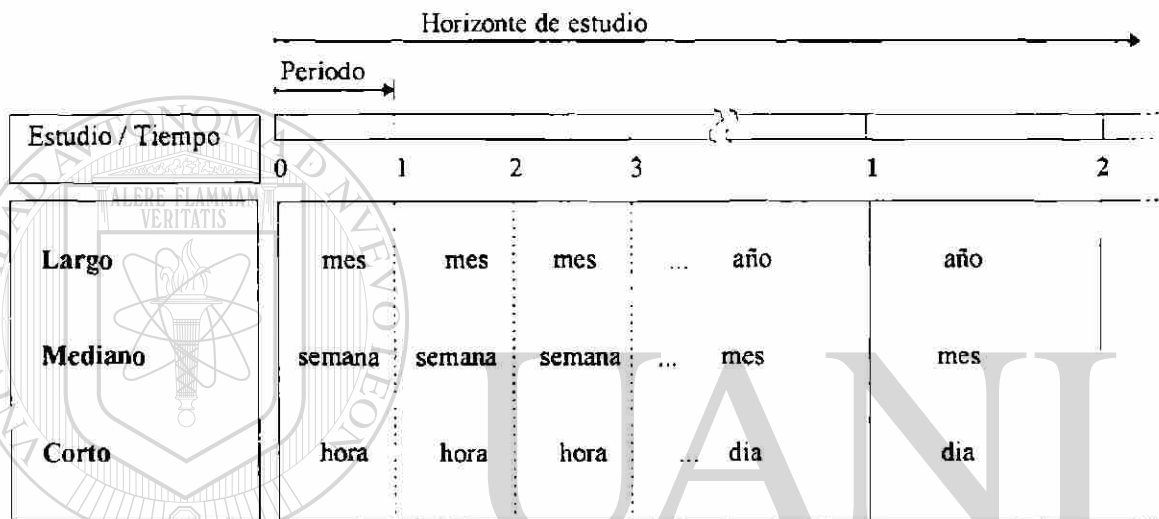 Horizonte de estudio
Periodo
Estudio / Tiempo
0 1 2 3 1 2
Largo mes mes mes ... año año
Mediano semana semana semana ... mes mes
Corto hora hora hora ... dia dia
ALERE FLAMMAM
VERITATIS
UANL